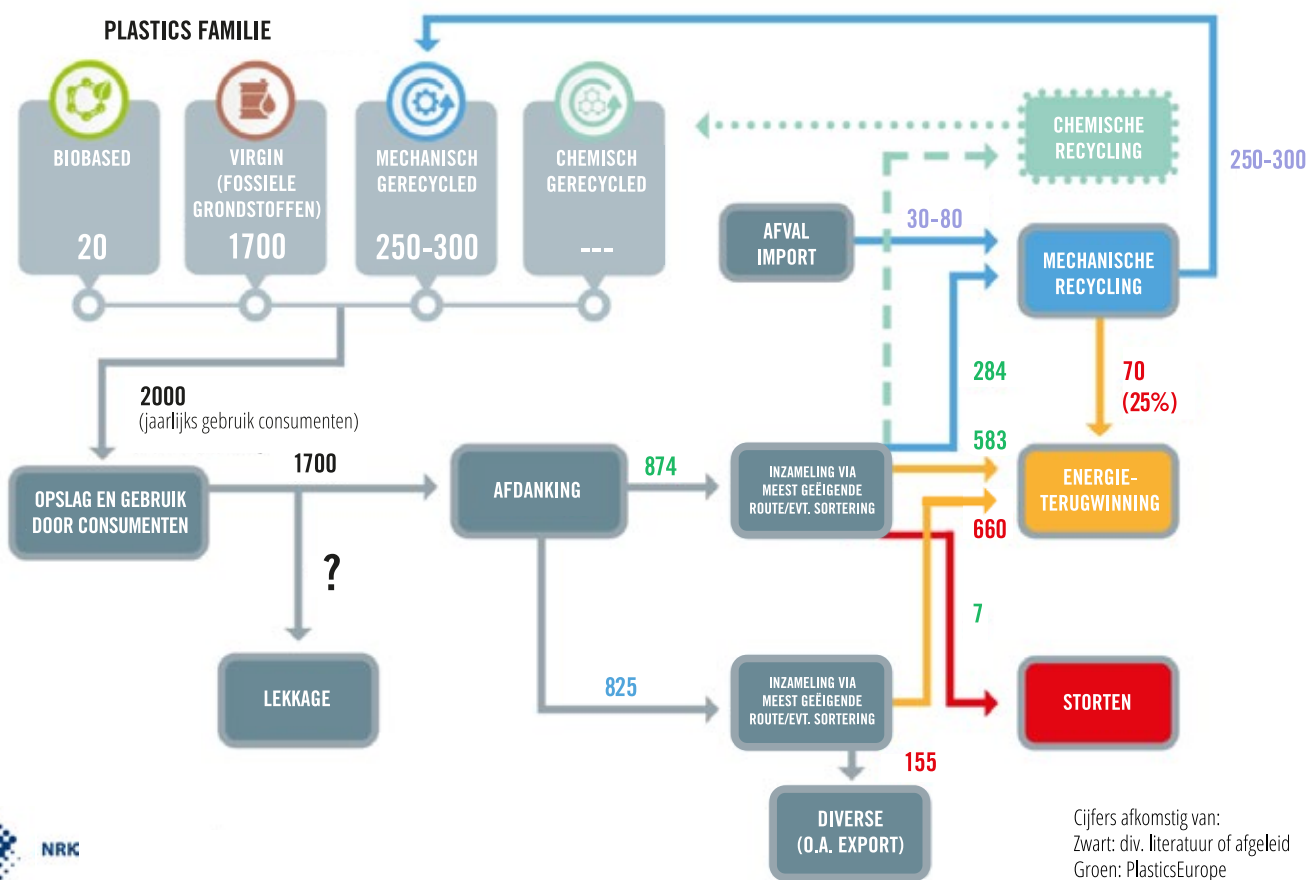 PLASTICS FAMILIE
BIOBASED
20
VIRGIN
(FOSSIELE
GRONDSTOFFEN)
1700
MECHANISCH
GERECYCLED
250-300
CHEMISCH
GERECYCLED
---
CHEMISCHE
RECYCLING
250-300
AFVAL
IMPORT
30-80
MECHANISCHE
RECYCLING
2000
(jaarlijks gebruik consumenten)
284
70
(25%)
OPSLAG EN GEBRUIK
DOOR CONSUMENTEN
1700
AFDANKING
874
INZAMELING VIA
MEEST GEËIGENDE
ROUTE/EVT. SORTERING
583
660
ENERGIE-
TERUGWINNING
?
7
LEKKAGE
825
INZAMELING VIA
MEEST GEËIGENDE
ROUTE/EVT. SORTERING
STORTEN
155
DIVERSE
(O.A. EXPORT)
NRK
Cijfers afkomstig van:
Zwart: div. literatuur of afgeleid
Groen: PlasticsEurope